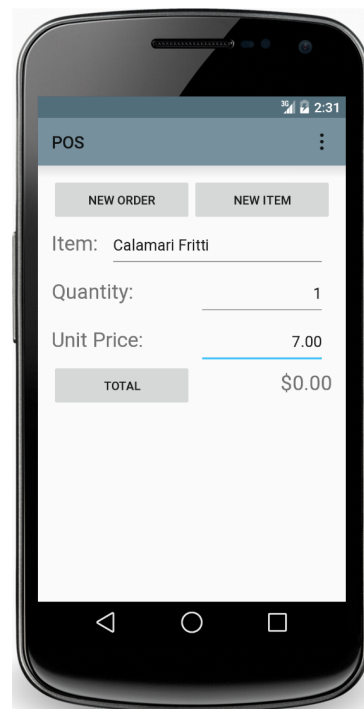 3G 2:31
POS
NEW ORDER NEW ITEM
Item: Calamari Fritti
Quantity: 1
Unit Price: 7.00
TOTAL $0.00